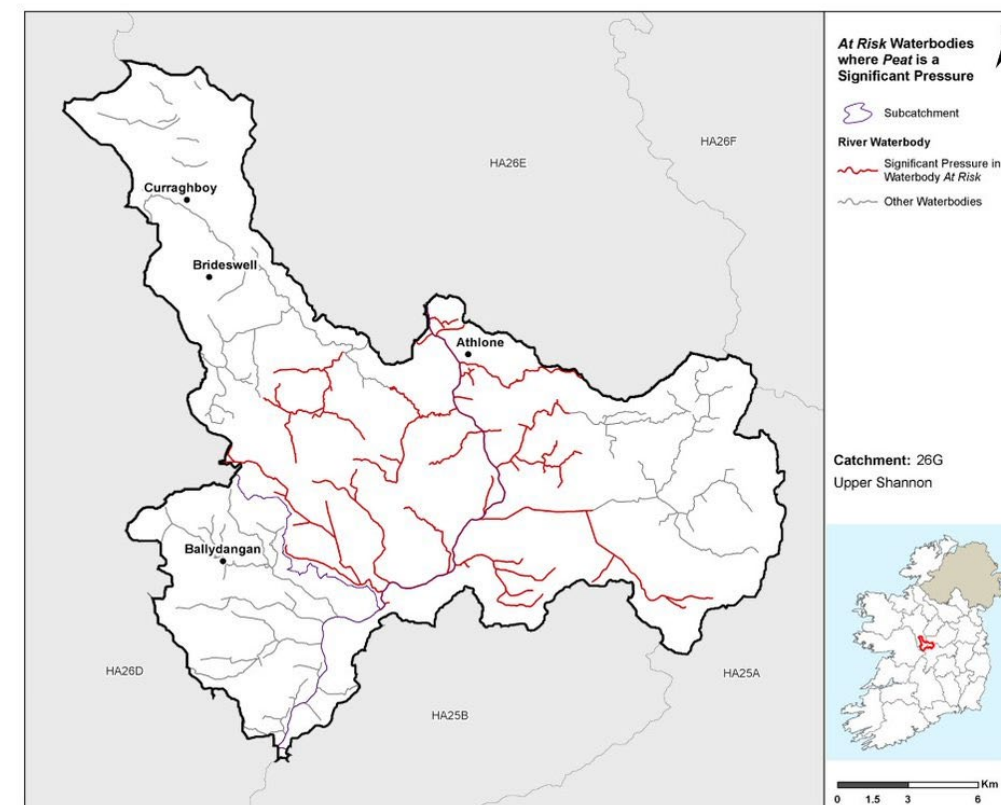 At Risk Waterbodies
where Peat is a
Significant Pressure
Subcatchment
River Waterbody
Significant Pressure in
Waterbody At Risk
Other Waterbodies
HA26F
HA26E
Curraghboy
Brideswell
Athlone
Catchment: 26G
Upper Shannon
Ballydangan
HA26D
HA25A
HA25B
Km
0 1.5 3 6